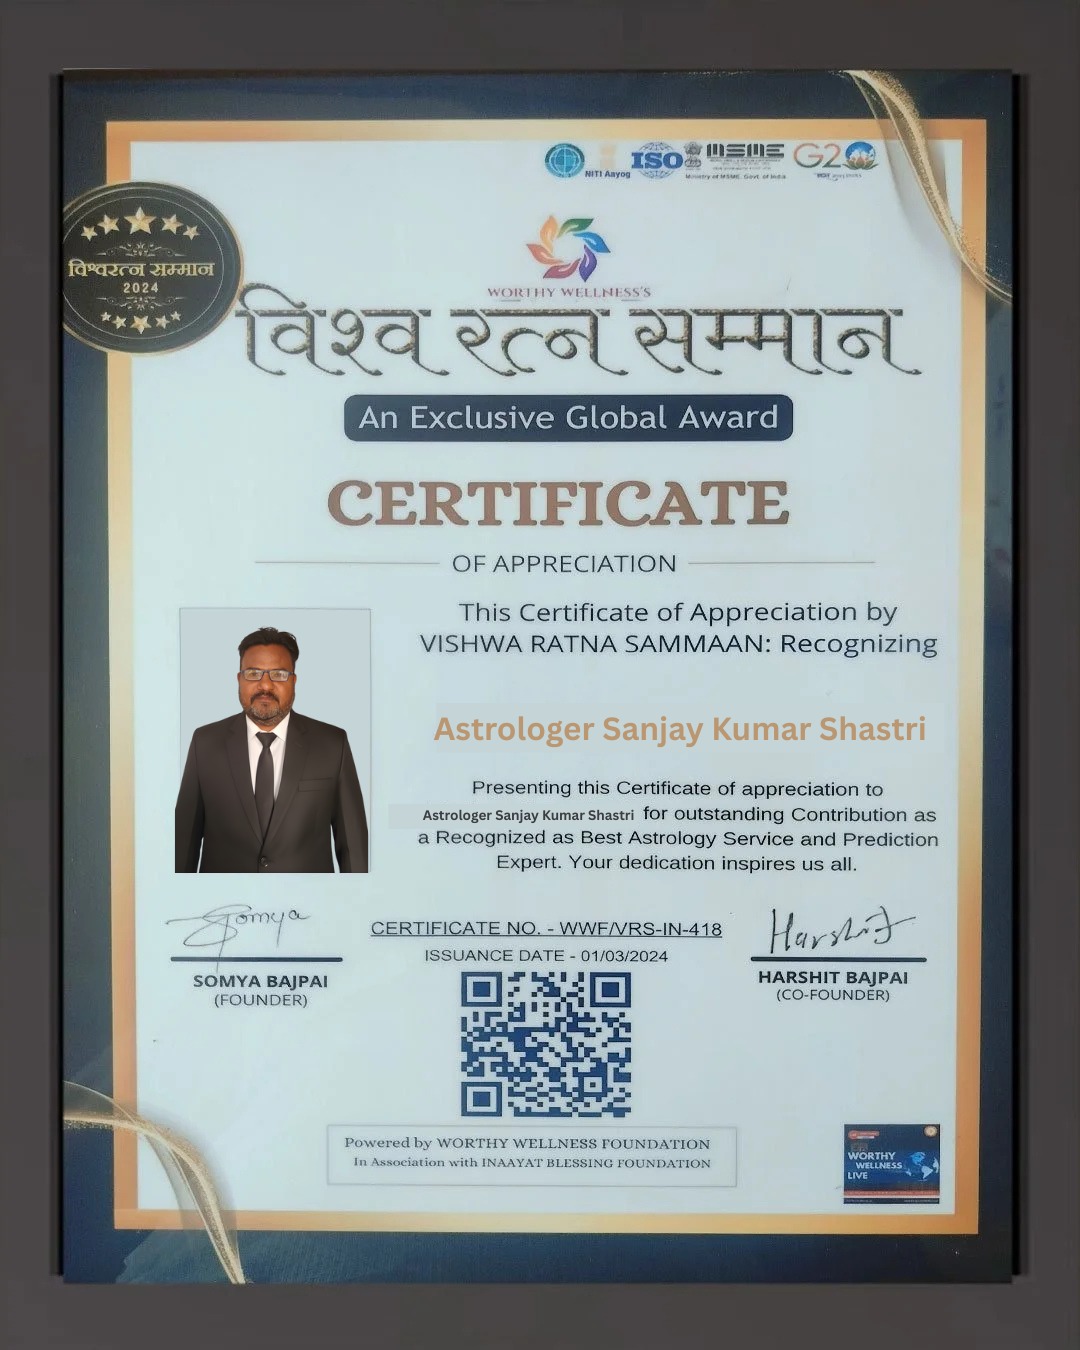 NITI Aayog
ISO
MSME
Ministry of MSME, Govt. of India
G20
विश्वरत्न सम्मान
2024
WORTHY WELLNESS'S
विश्व रत्न सम्मान
An Exclusive Global Award
CERTIFICATE
OF APPRECIATION
This Certificate of Appreciation by
VISHWA RATNA SAMMAAN: Recognizing
Astrologer Sanjay Kumar Shastri
Presenting this Certificate of appreciation to
Astrologer Sanjay Kumar Shastri for outstanding Contribution as
a Recognized as Best Astrology Service and Prediction
Expert. Your dedication inspires us all.
Somya
SOMYA BAJPAI
(FOUNDER)
CERTIFICATE NO. - WWF/VRS-IN-418
ISSUANCE DATE - 01/03/2024
Harshit
HARSHIT BAJPAI
(CO-FOUNDER)
Powered by WORTHY WELLNESS FOUNDATION
In Association with INAAYAT BLESSING FOUNDATION
WORTHY
WELLNESS
LIVE